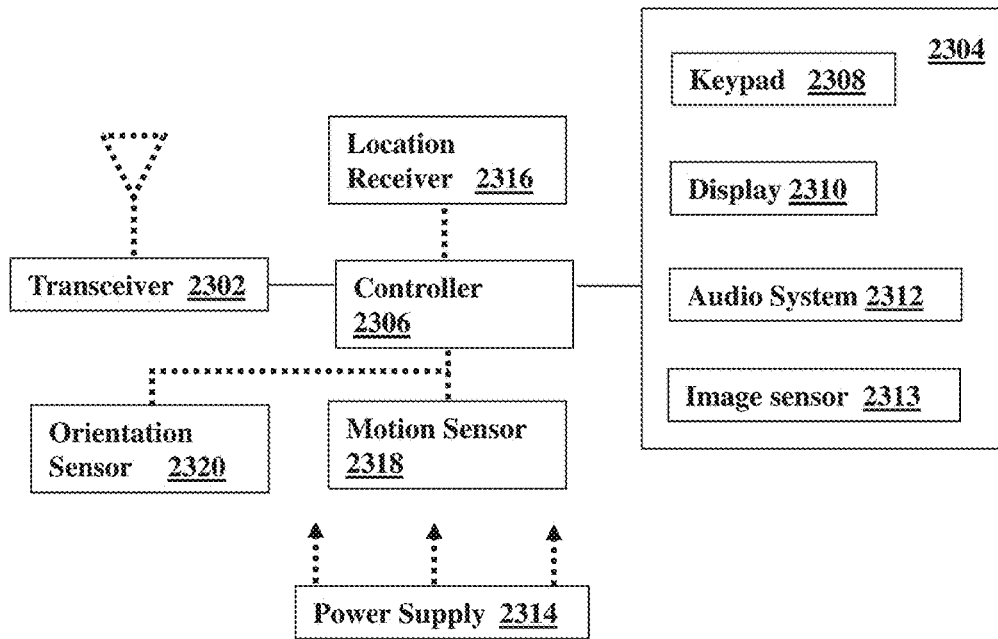 2304
Keypad 2308
Location
Receiver 2316
Display 2310
Transceiver 2302
Controller
2306
Audio System 2312
Image sensor 2313
Orientation
Sensor 2320
Motion Sensor
2318
Power Supply 2314